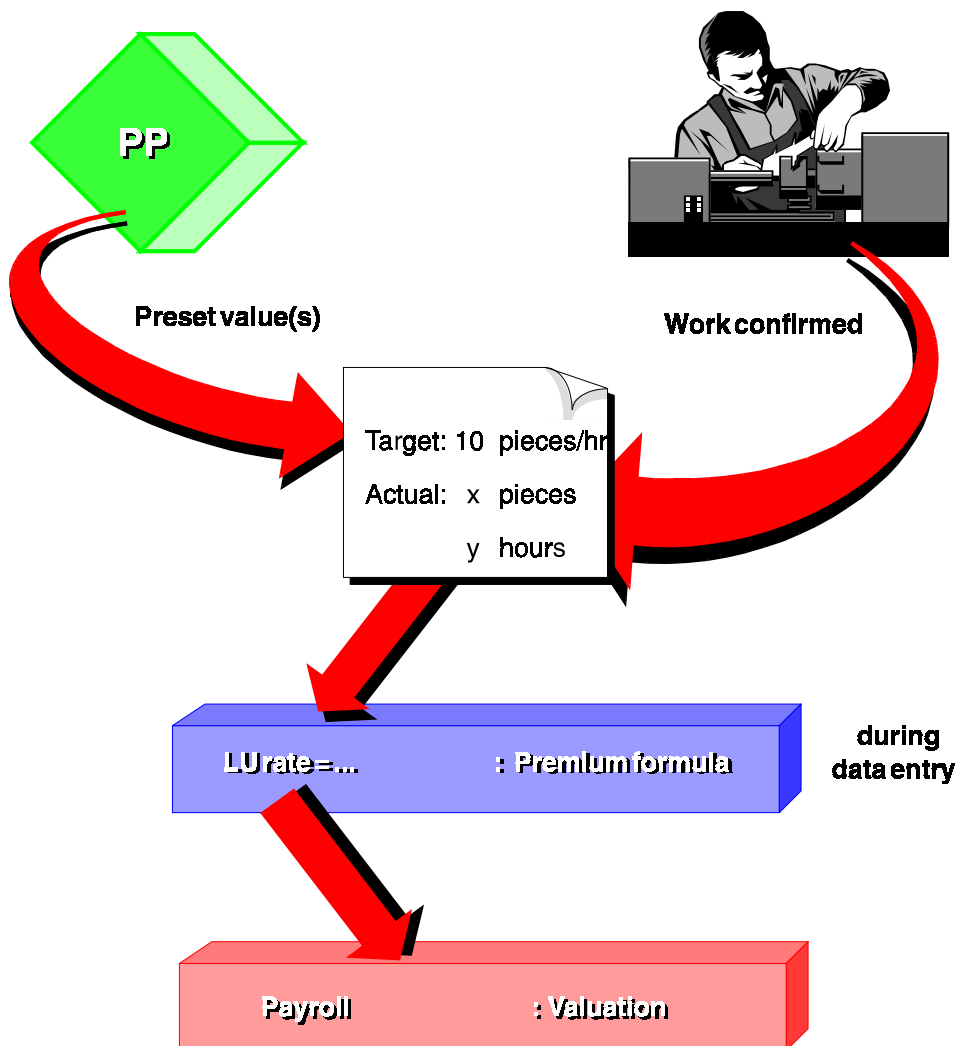 PP
Preset value(s)
Work confirmed
Target: 10 pieces/hr
Actual: x pieces
y hours
LU rate = ... : Premium formula
during
data entry
Payroll : Valuation